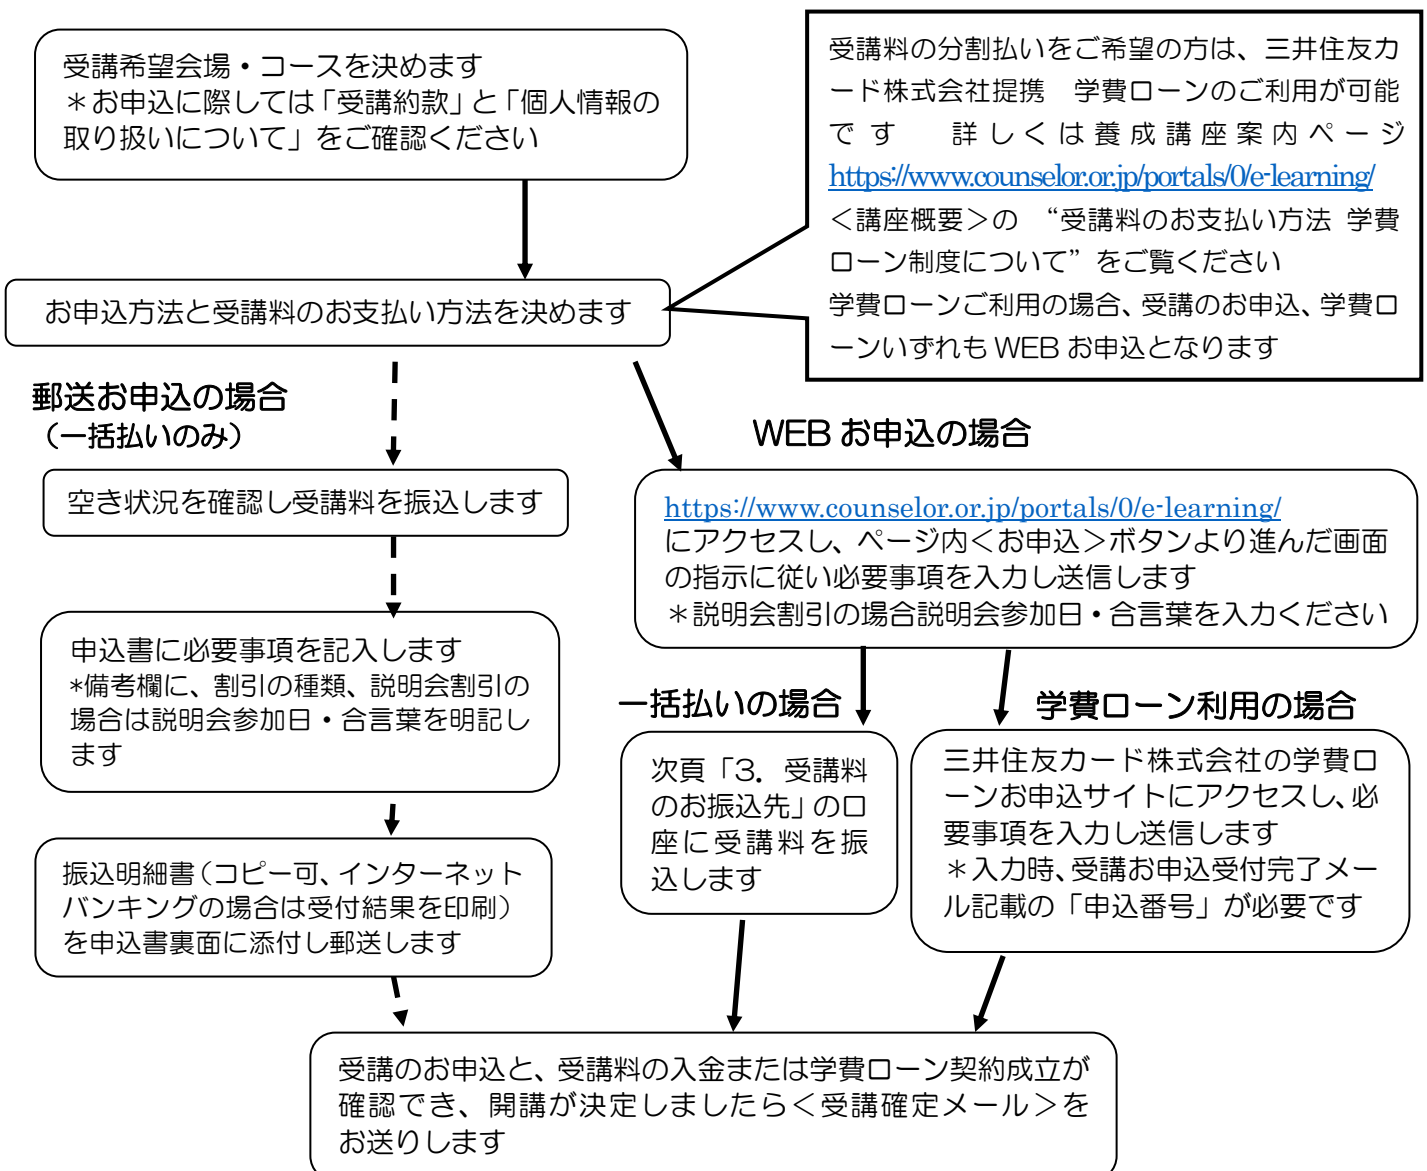 受講希望会場・コースを決めます
＊お申込に際しては「受講約款」と「個人情報の
取り扱いについて」をご確認ください
受講料の分割払いをご希望の方は、三井住友カ
ード株式会社提携　学費ローンのご利用が可能
です　詳しくは養成講座案内ページ
https://www.counselor.or.jp/portals/0/e-learning/
＜講座概要＞の　“受講料のお支払い方法 学費
ローン制度について”をご覧ください
学費ローンご利用の場合、受講のお申込、学費ロ
ーンいずれも WEB お申込となります
お申込方法と受講料のお支払い方法を決めます
郵送お申込の場合
（一括払いのみ）
空き状況を確認し受講料を振込します
申込書に必要事項を記入します
*備考欄に、割引の種類、説明会割引の
場合は説明会参加日・合言葉を明記し
ます
振込明細書（コピー可、インターネット
バンキングの場合は受付結果を印刷）
を申込書裏面に添付し郵送します
WEB お申込の場合
https://www.counselor.or.jp/portals/0/e-learning/
にアクセスし、ページ内＜お申込＞ボタンより進んだ画面
の指示に従い必要事項を入力し送信します
＊説明会割引の場合説明会参加日・合言葉を入力ください
一括払いの場合
次頁「3．受講料
のお振込先」の口
座に受講料を振
込します
学費ローン利用の場合
三井住友カード株式会社の学費ロ
ーンお申込サイトにアクセスし、必
要事項を入力し送信します
＊入力時、受講お申込受付完了メー
ル記載の「申込番号」が必要です
受講のお申込と、受講料の入金または学費ローン契約成立が
確認でき、開講が決定しましたら＜受講確定メール＞を
お送りします